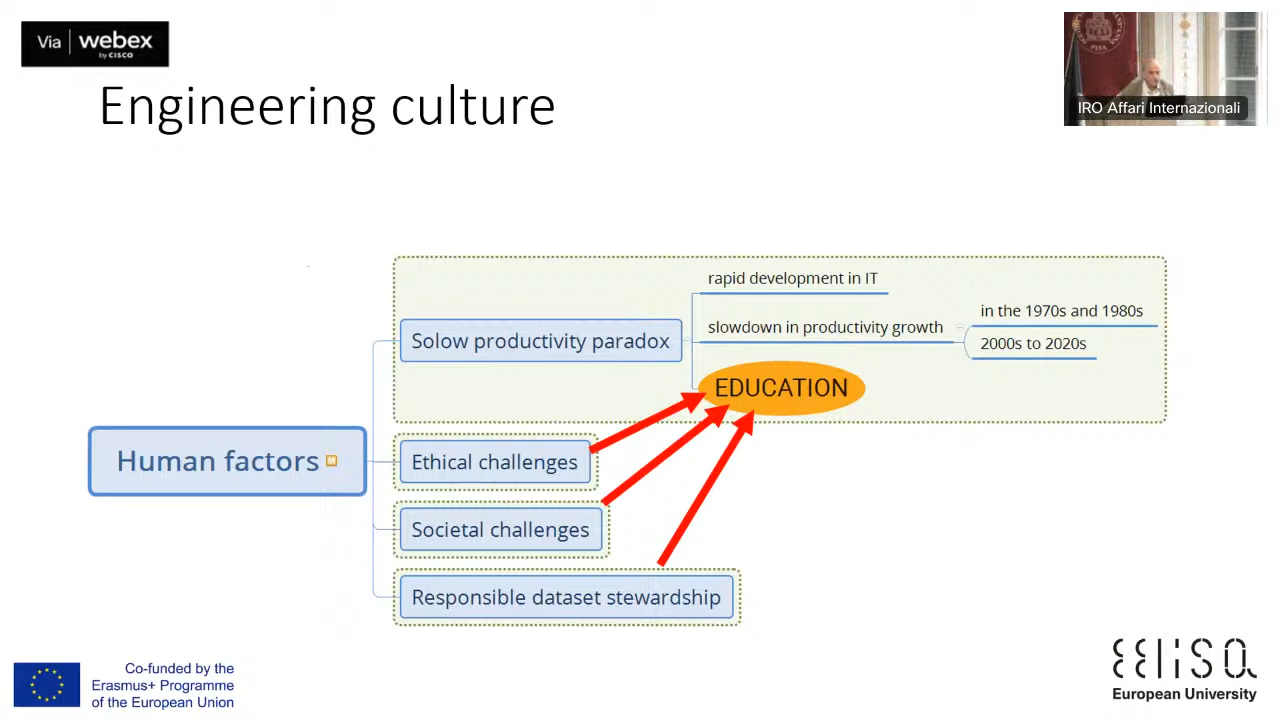 Via webex
by CISCO
IRO Affari Internazionali
Engineering culture
Human factors
Solow productivity paradox
rapid development in IT
slowdown in productivity growth
in the 1970s and 1980s
2000s to 2020s
EDUCATION
Ethical challenges
Societal challenges
Responsible dataset stewardship
Co-funded by the
Erasmus+ Programme
of the European Union
EELISA
European University